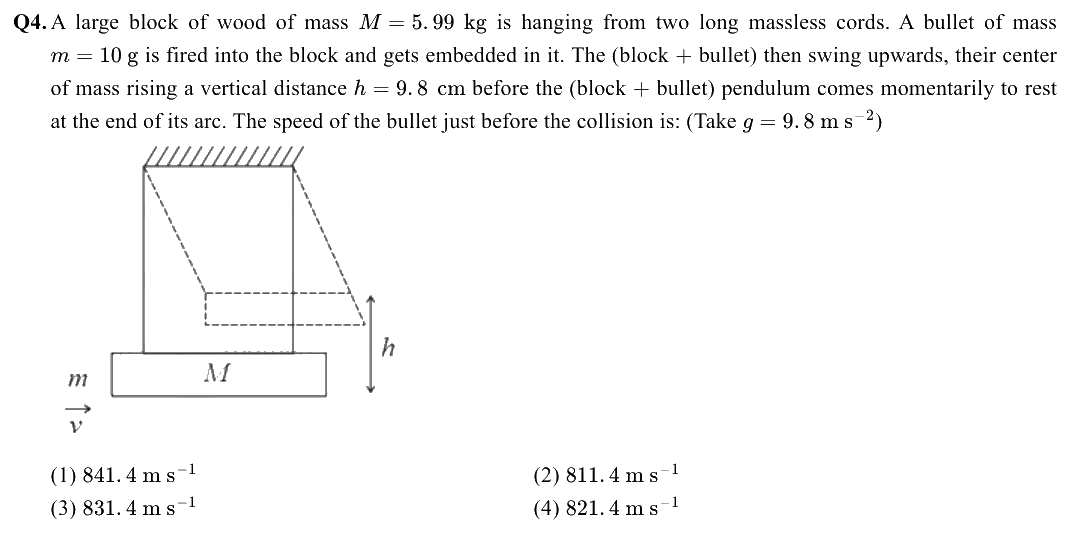 Q4. A large block of wood of mass M = 5.99 kg is hanging from two long massless cords. A bullet of mass
m = 10 g is fired into the block and gets embedded in it. The (block + bullet) then swing upwards, their center
of mass rising a vertical distance h = 9.8 cm before the (block + bullet) pendulum comes momentarily to rest
at the end of its arc. The speed of the bullet just before the collision is: (Take g = 9.8 m s⁻²)
h
M
m
v
(1) 841.4 m s⁻¹ (2) 811.4 m s⁻¹
(3) 831.4 m s⁻¹ (4) 821.4 m s⁻¹